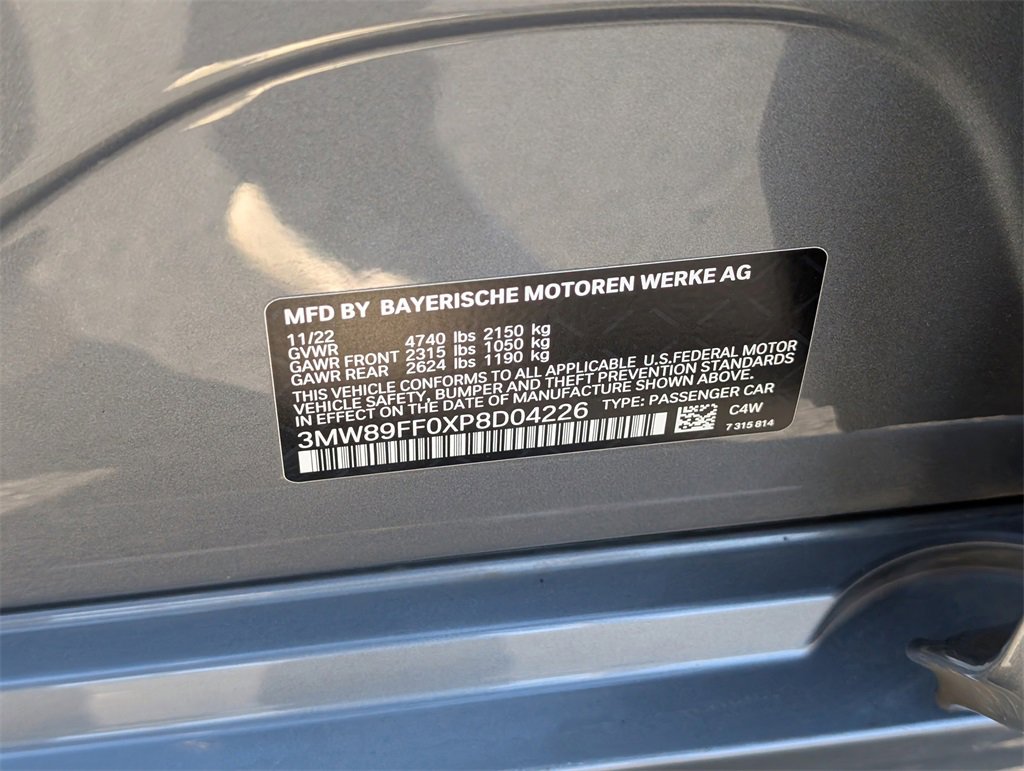 MFD BY BAYERISCHE MOTOREN WERKE AG
11/22
GVWR 4740 lbs 2150 kg
GAWR FRONT 2315 lbs 1050 kg
GAWR REAR 2624 lbs 1190 kg
THIS VEHICLE CONFORMS TO ALL APPLICABLE U.S.FEDERAL MOTOR
VEHICLE SAFETY, BUMPER AND THEFT PREVENTION STANDARDS
IN EFFECT ON THE DATE OF MANUFACTURE SHOWN ABOVE.
3MW89FF0XP8D04226 TYPE: PASSENGER CAR
C4W
7 315 814